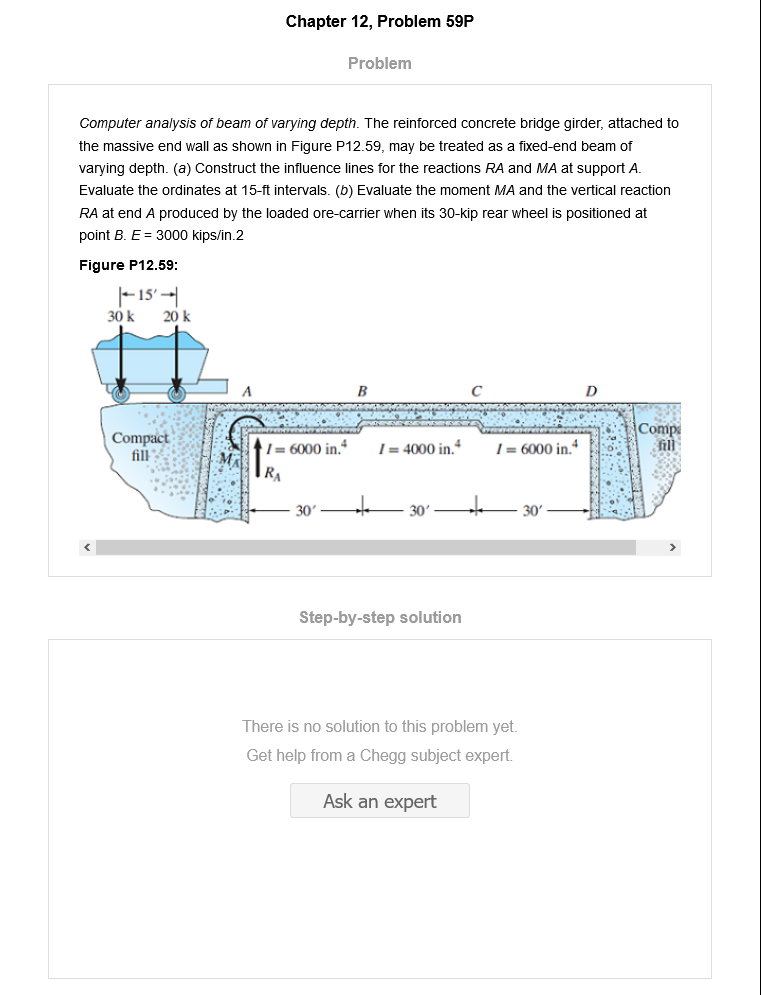 Chapter 12, Problem 59P
Problem
Computer analysis of beam of varying depth. The reinforced concrete bridge girder, attached to
the massive end wall as shown in Figure P12.59, may be treated as a fixed-end beam of
varying depth. (a) Construct the influence lines for the reactions RA and MA at support A.
Evaluate the ordinates at 15-ft intervals. (b) Evaluate the moment MA and the vertical reaction
RA at end A produced by the loaded ore-carrier when its 30-kip rear wheel is positioned at
point B. E = 3000 kips/in.2
Figure P12.59:
15′
30 k 20 k
A B C D
Compact
fill
Comp
fill
I = 6000 in.⁴ I = 4000 in.⁴ I = 6000 in.⁴
M_A
R_A
30′ 30′ 30′
Step-by-step solution
There is no solution to this problem yet.
Get help from a Chegg subject expert.
Ask an expert